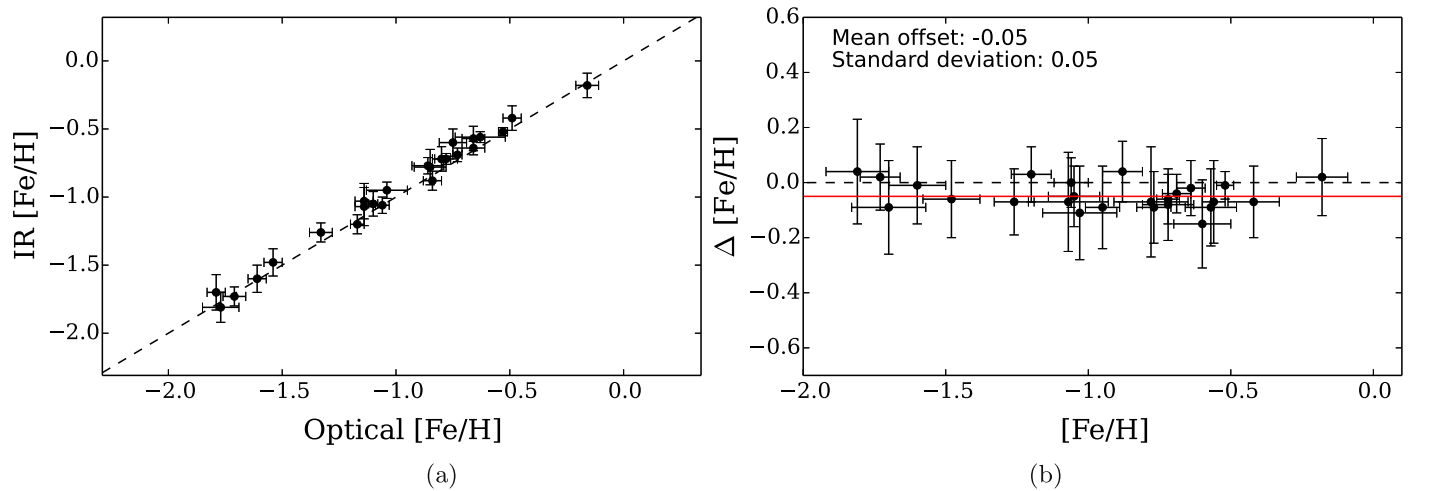 0.0
−0.5
−1.0
−1.5
−2.0
IR [Fe/H]
−2.0 −1.5 −1.0 −0.5 0.0
Optical [Fe/H]
(a)
Mean offset: -0.05
Standard deviation: 0.05
0.6
0.4
0.2
0.0
−0.2
−0.4
−0.6
Δ [Fe/H]
−2.0 −1.5 −1.0 −0.5 0.0
[Fe/H]
(b)